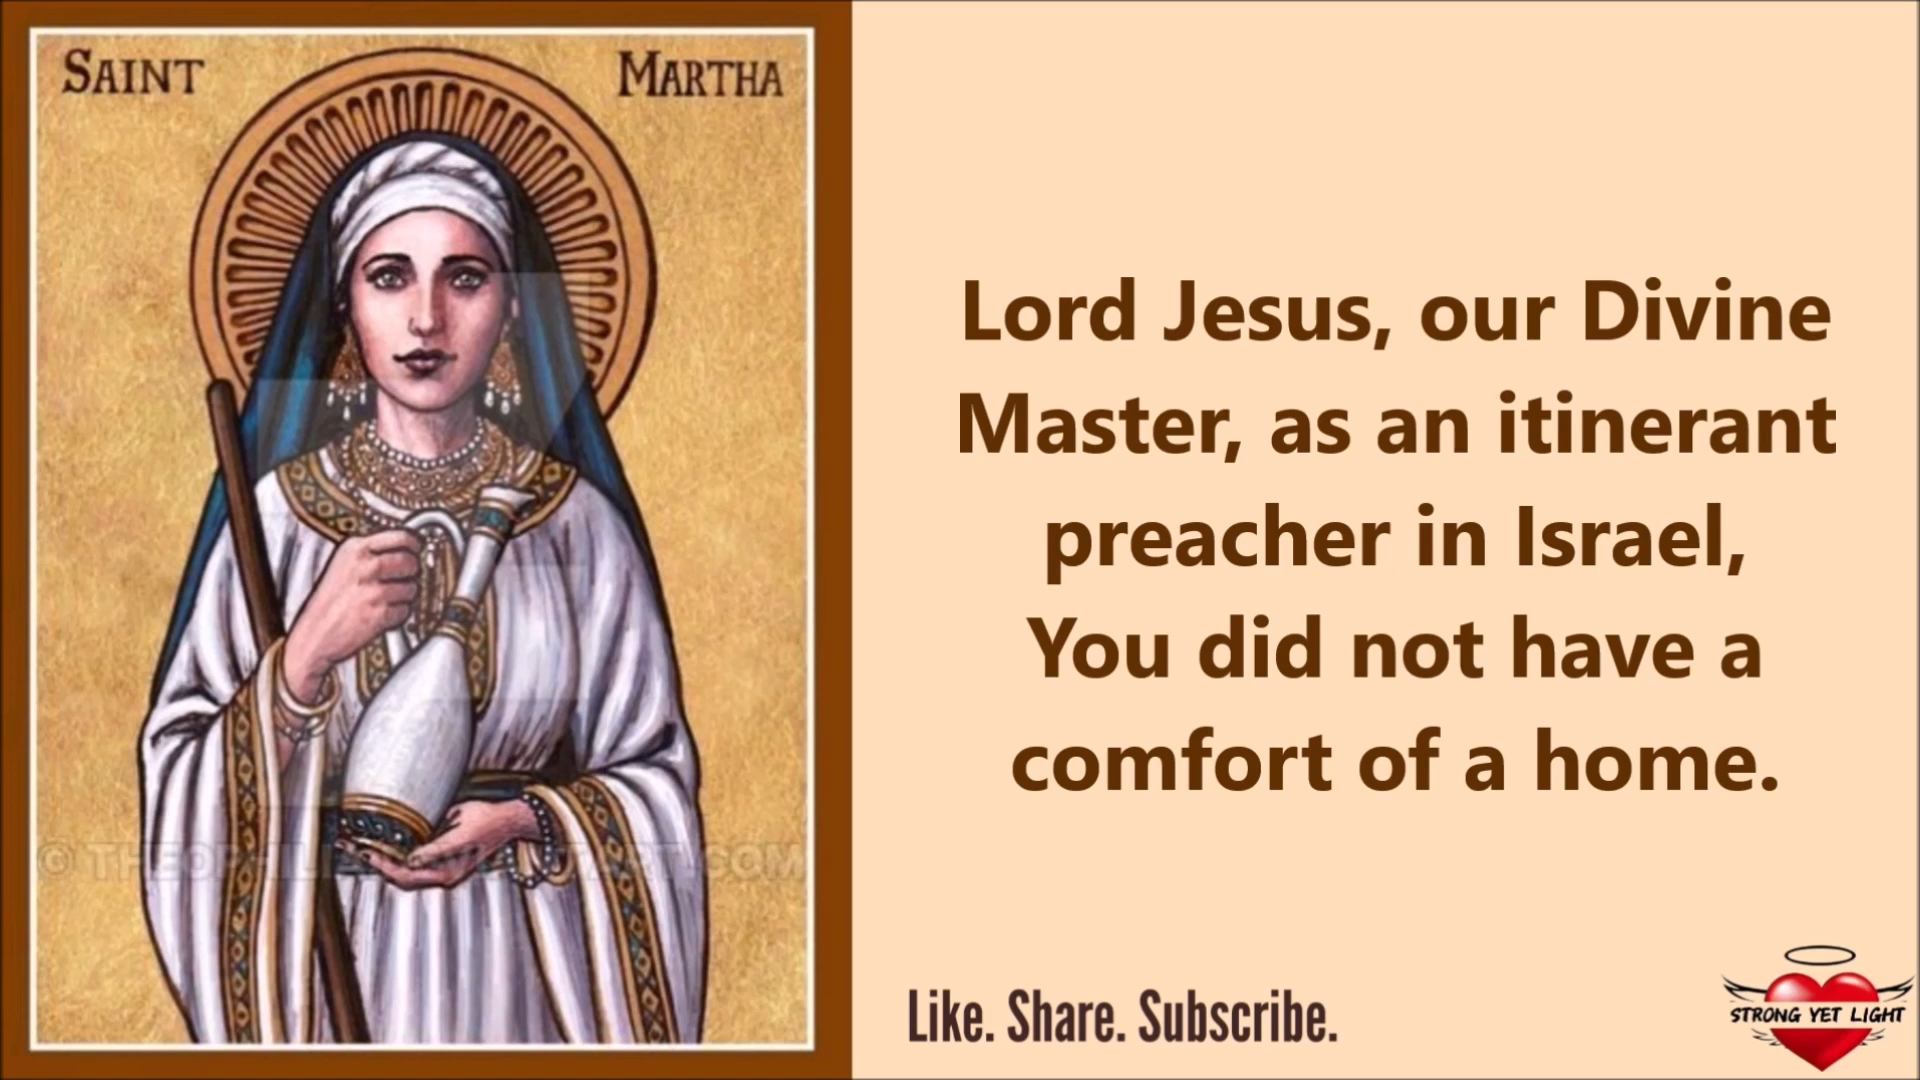 SAINT MARTHA
Lord Jesus, our Divine
Master, as an itinerant
preacher in Israel,
You did not have a
comfort of a home.
Like. Share. Subscribe.
STRONG YET LIGHT